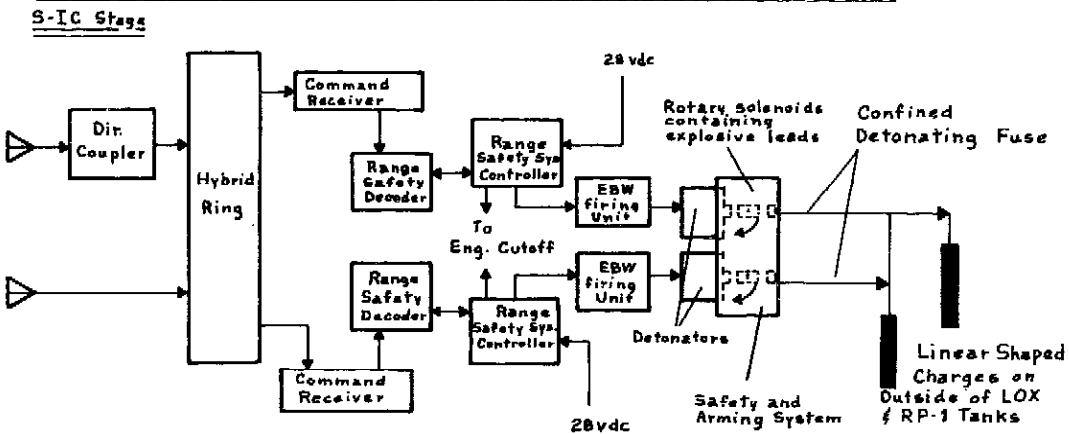 S-IC Stage
28 vdc
Dir.
Coupler
Hybrid
Ring
Command
Receiver
Range
Safety
Decoder
Range
Safety Sys.
Controller
To
Eng. Cutoff
EBW
firing
Unit
Rotary solenoids
containing
explosive leads
Confined
Detonating Fuse
Range
Safety
Decoder
Range
Safety Sys.
Controller
EBW
firing
Unit
Detonators
Command
Receiver
28 vdc
Safety and
Arming System
Linear Shaped
Charges on
Outside of LOX
& RP-1 Tanks